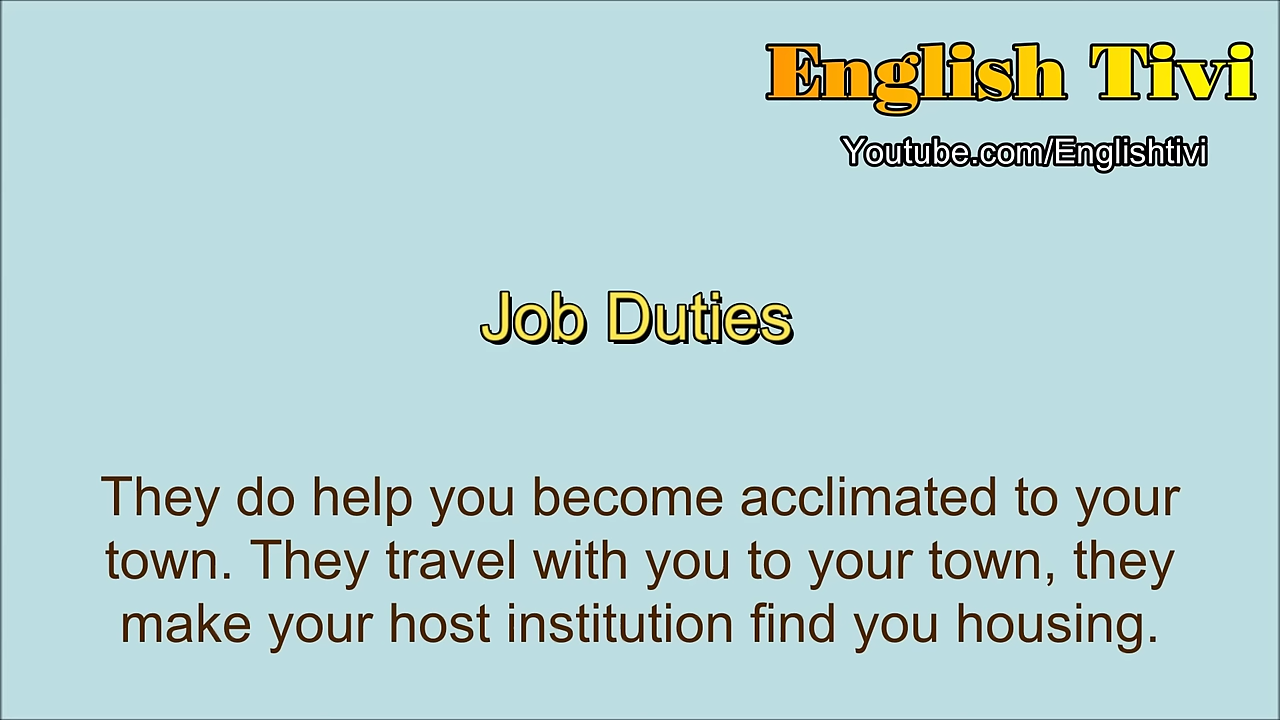 English Tivi
Youtube.com/Englishtivi
Job Duties
They do help you become acclimated to your
town. They travel with you to your town, they
make your host institution find you housing.